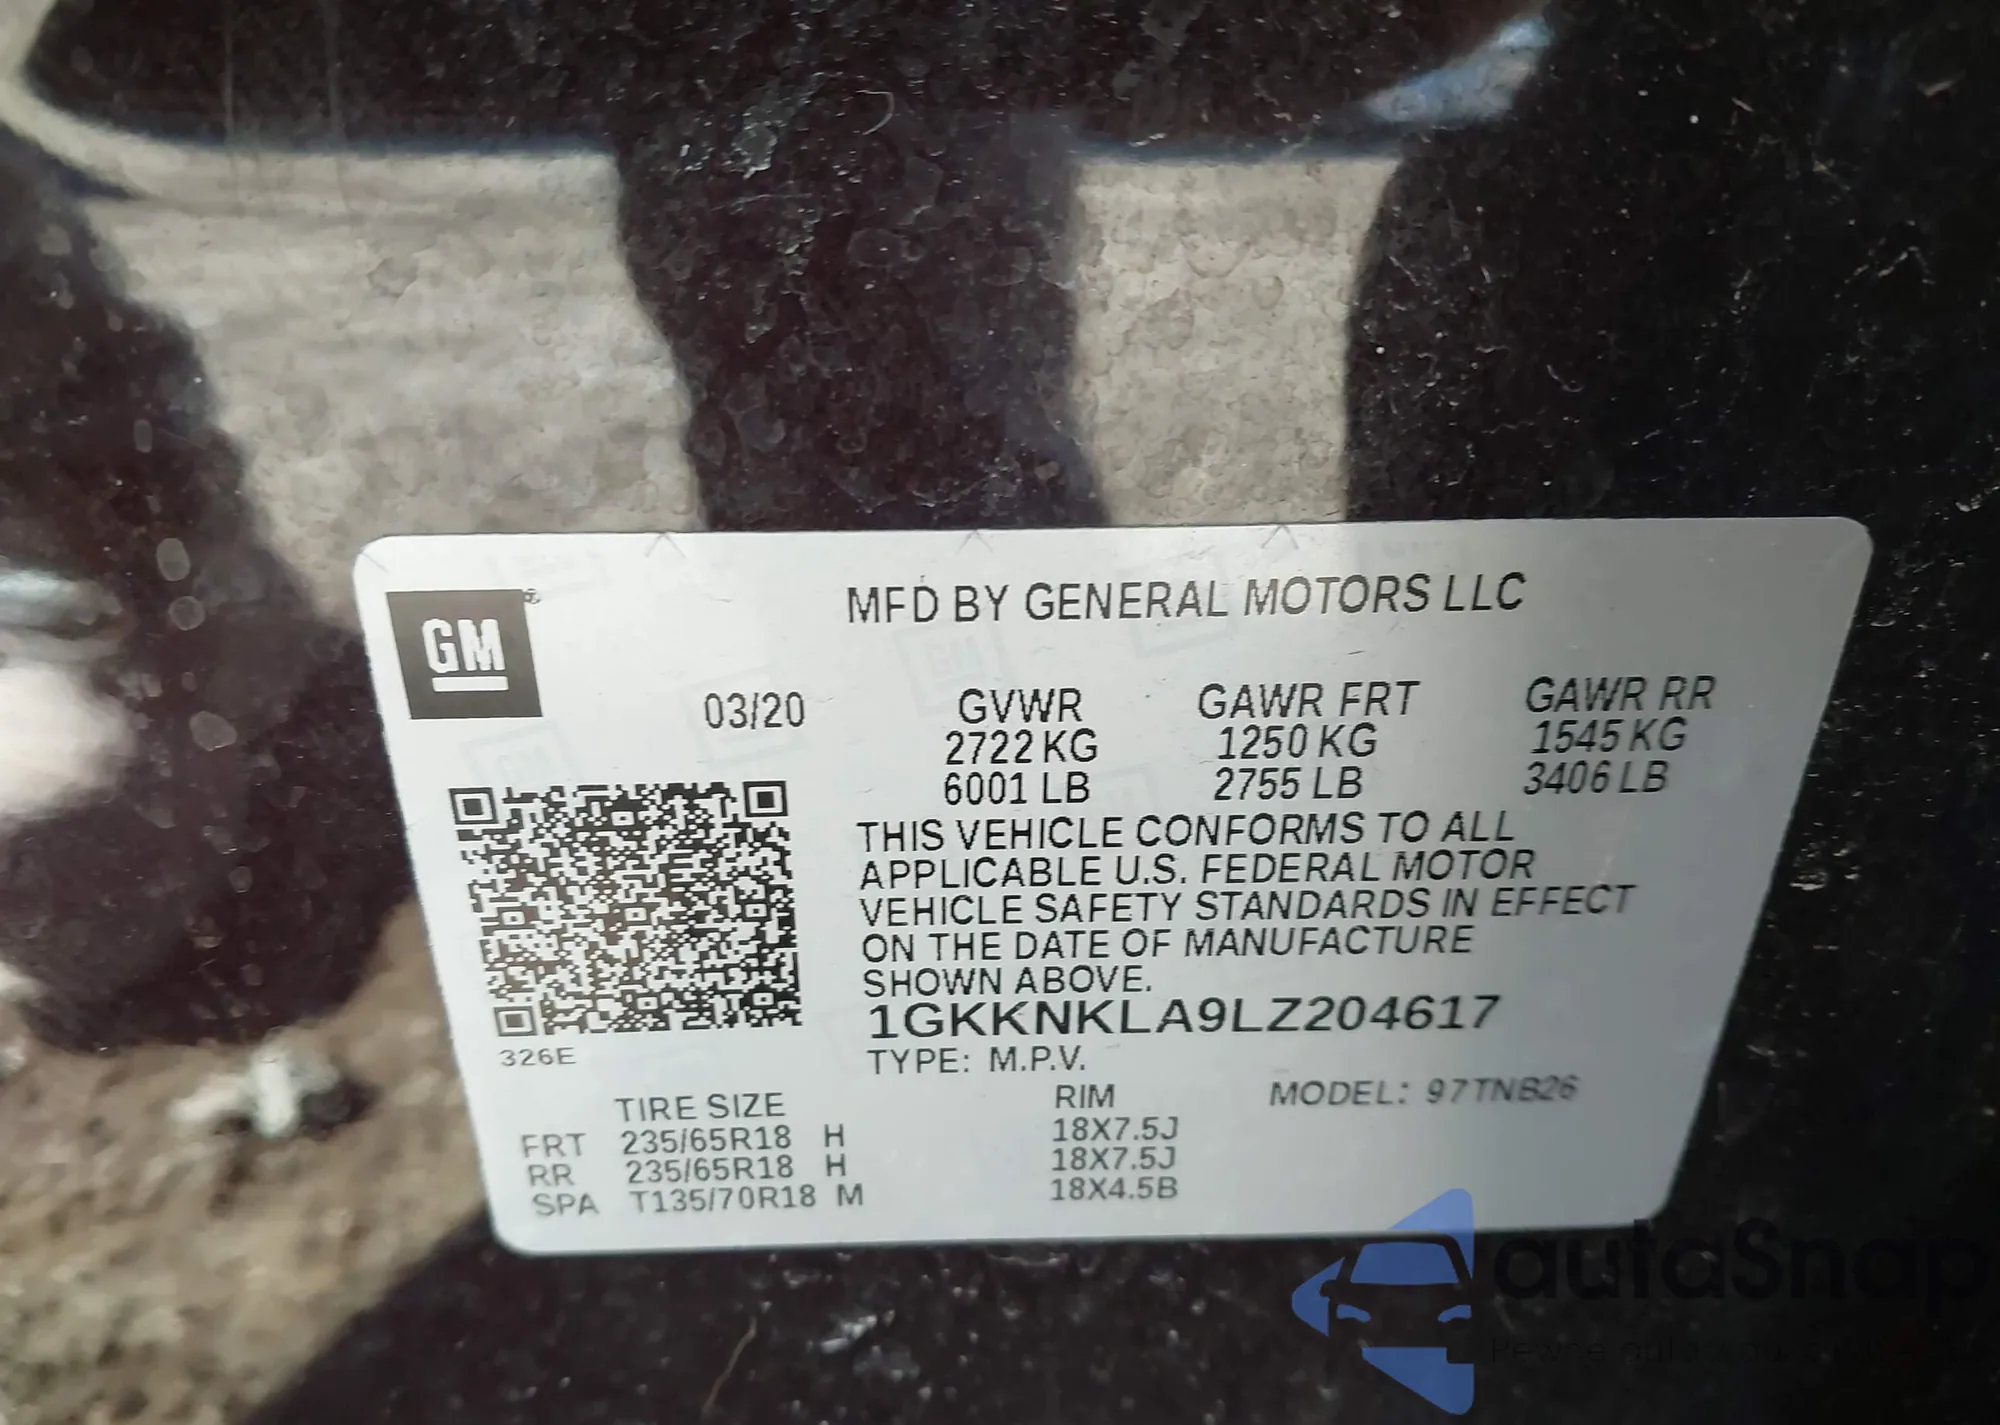 GM
MFD BY GENERAL MOTORS LLC
03/20 GVWR GAWR FRT GAWR RR
2722 KG 1250 KG 1545 KG
6001 LB 2755 LB 3406 LB
THIS VEHICLE CONFORMS TO ALL
APPLICABLE U.S. FEDERAL MOTOR
VEHICLE SAFETY STANDARDS IN EFFECT
ON THE DATE OF MANUFACTURE
SHOWN ABOVE.
1GKKNKLA9LZ204617
326E TYPE: M.P.V.
TIRE SIZE RIM MODEL: 97TNB26
FRT 235/65R18 H 18X7.5J
RR 235/65R18 H 18X7.5J
SPA T135/70R18 M 18X4.5B
autaSnap